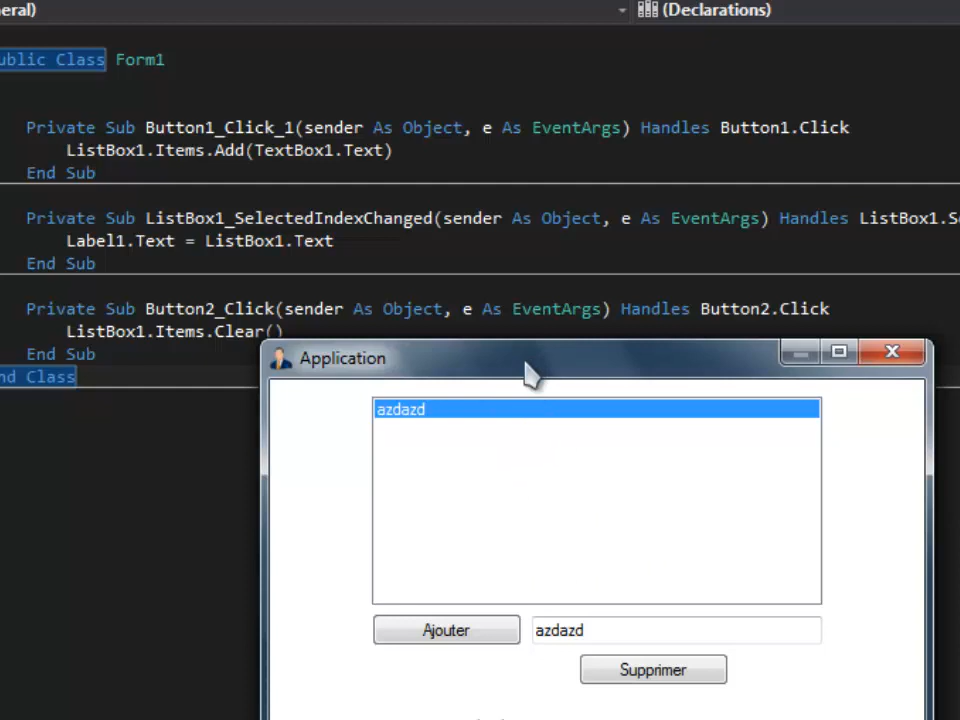 eral)
(Declarations)
ublic Class Form1
Private Sub Button1_Click_1(sender As Object, e As EventArgs) Handles Button1.Click
ListBox1.Items.Add(TextBox1.Text)
End Sub
Private Sub ListBox1_SelectedIndexChanged(sender As Object, e As EventArgs) Handles ListBox1.Se
Label1.Text = ListBox1.Text
End Sub
Private Sub Button2_Click(sender As Object, e As EventArgs) Handles Button2.Click
ListBox1.Items.Clear()
End Sub
nd Class
Application
azdazd
Ajouter
azdazd
Supprimer